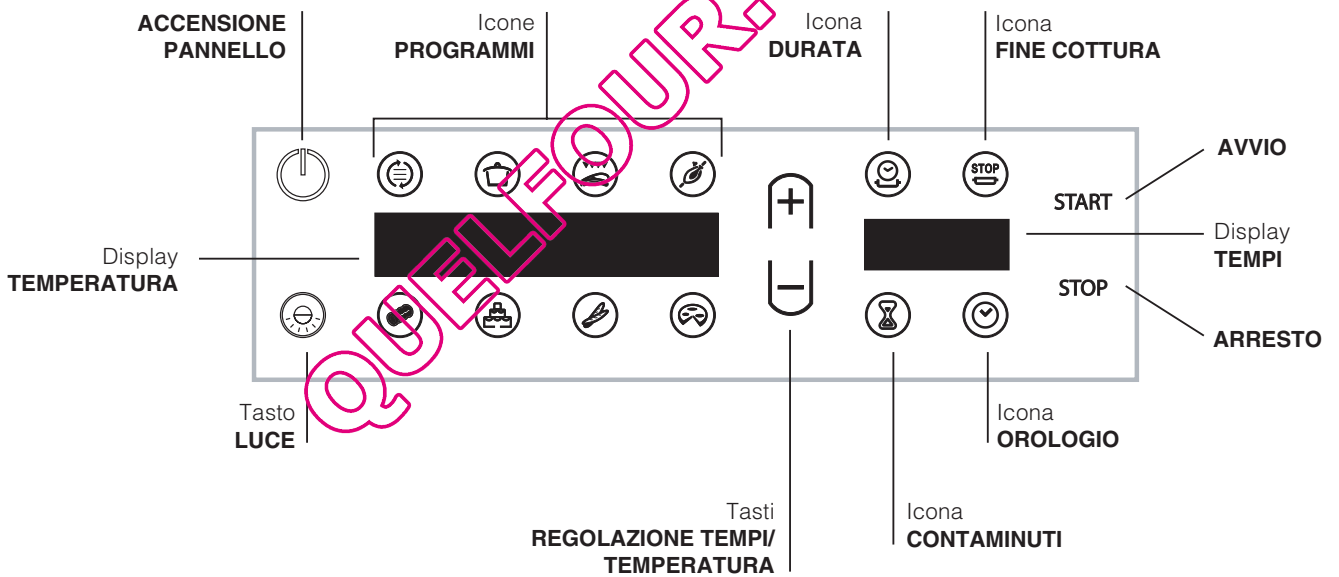 ACCENSIONE
PANNELLO
Icone
PROGRAMMI
Icona
DURATA
Icona
FINE COTTURA
AVVIO
START
STOP
Display
TEMPERATURA
Display
TEMPI
STOP
ARRESTO
Tasto
LUCE
Icona
OROLOGIO
Tasti
REGOLAZIONE TEMPI/
TEMPERATURA
Icona
CONTAMINUTI
QUELFOUR.